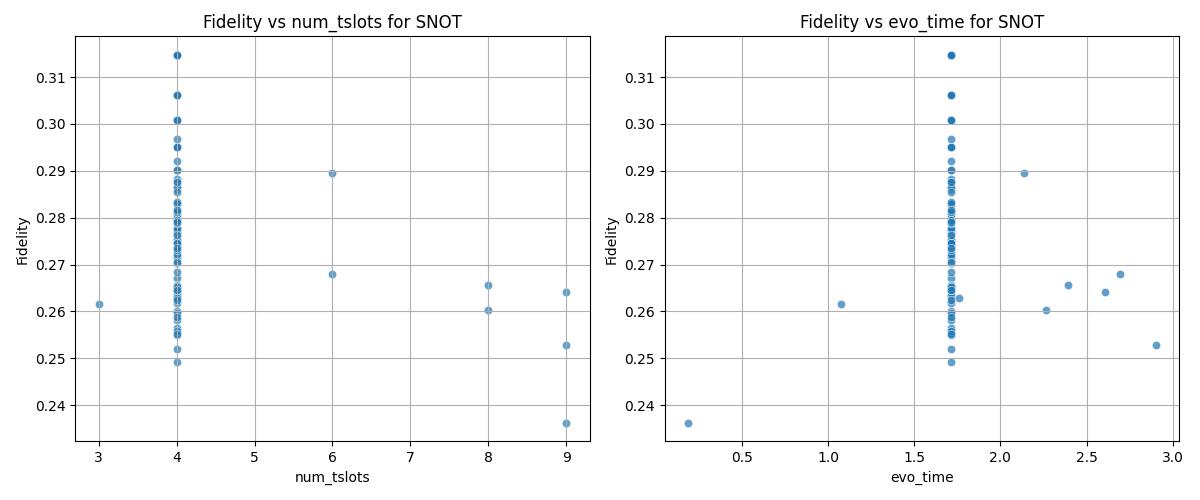 Fidelity vs num_tslots for SNOT
Fidelity
0.31
0.30
0.29
0.28
0.27
0.26
0.25
0.24
3 4 5 6 7 8 9
num_tslots
Fidelity vs evo_time for SNOT
Fidelity
0.31
0.30
0.29
0.28
0.27
0.26
0.25
0.24
0.5 1.0 1.5 2.0 2.5 3.0
evo_time